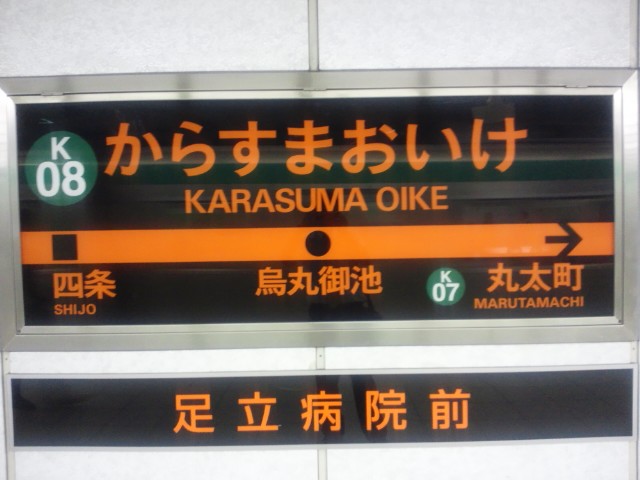 K
08
からすまおいけ
KARASUMA OIKE
四条
SHIJO
烏丸御池
K
07
丸太町
MARUTAMACHI
足立病院前